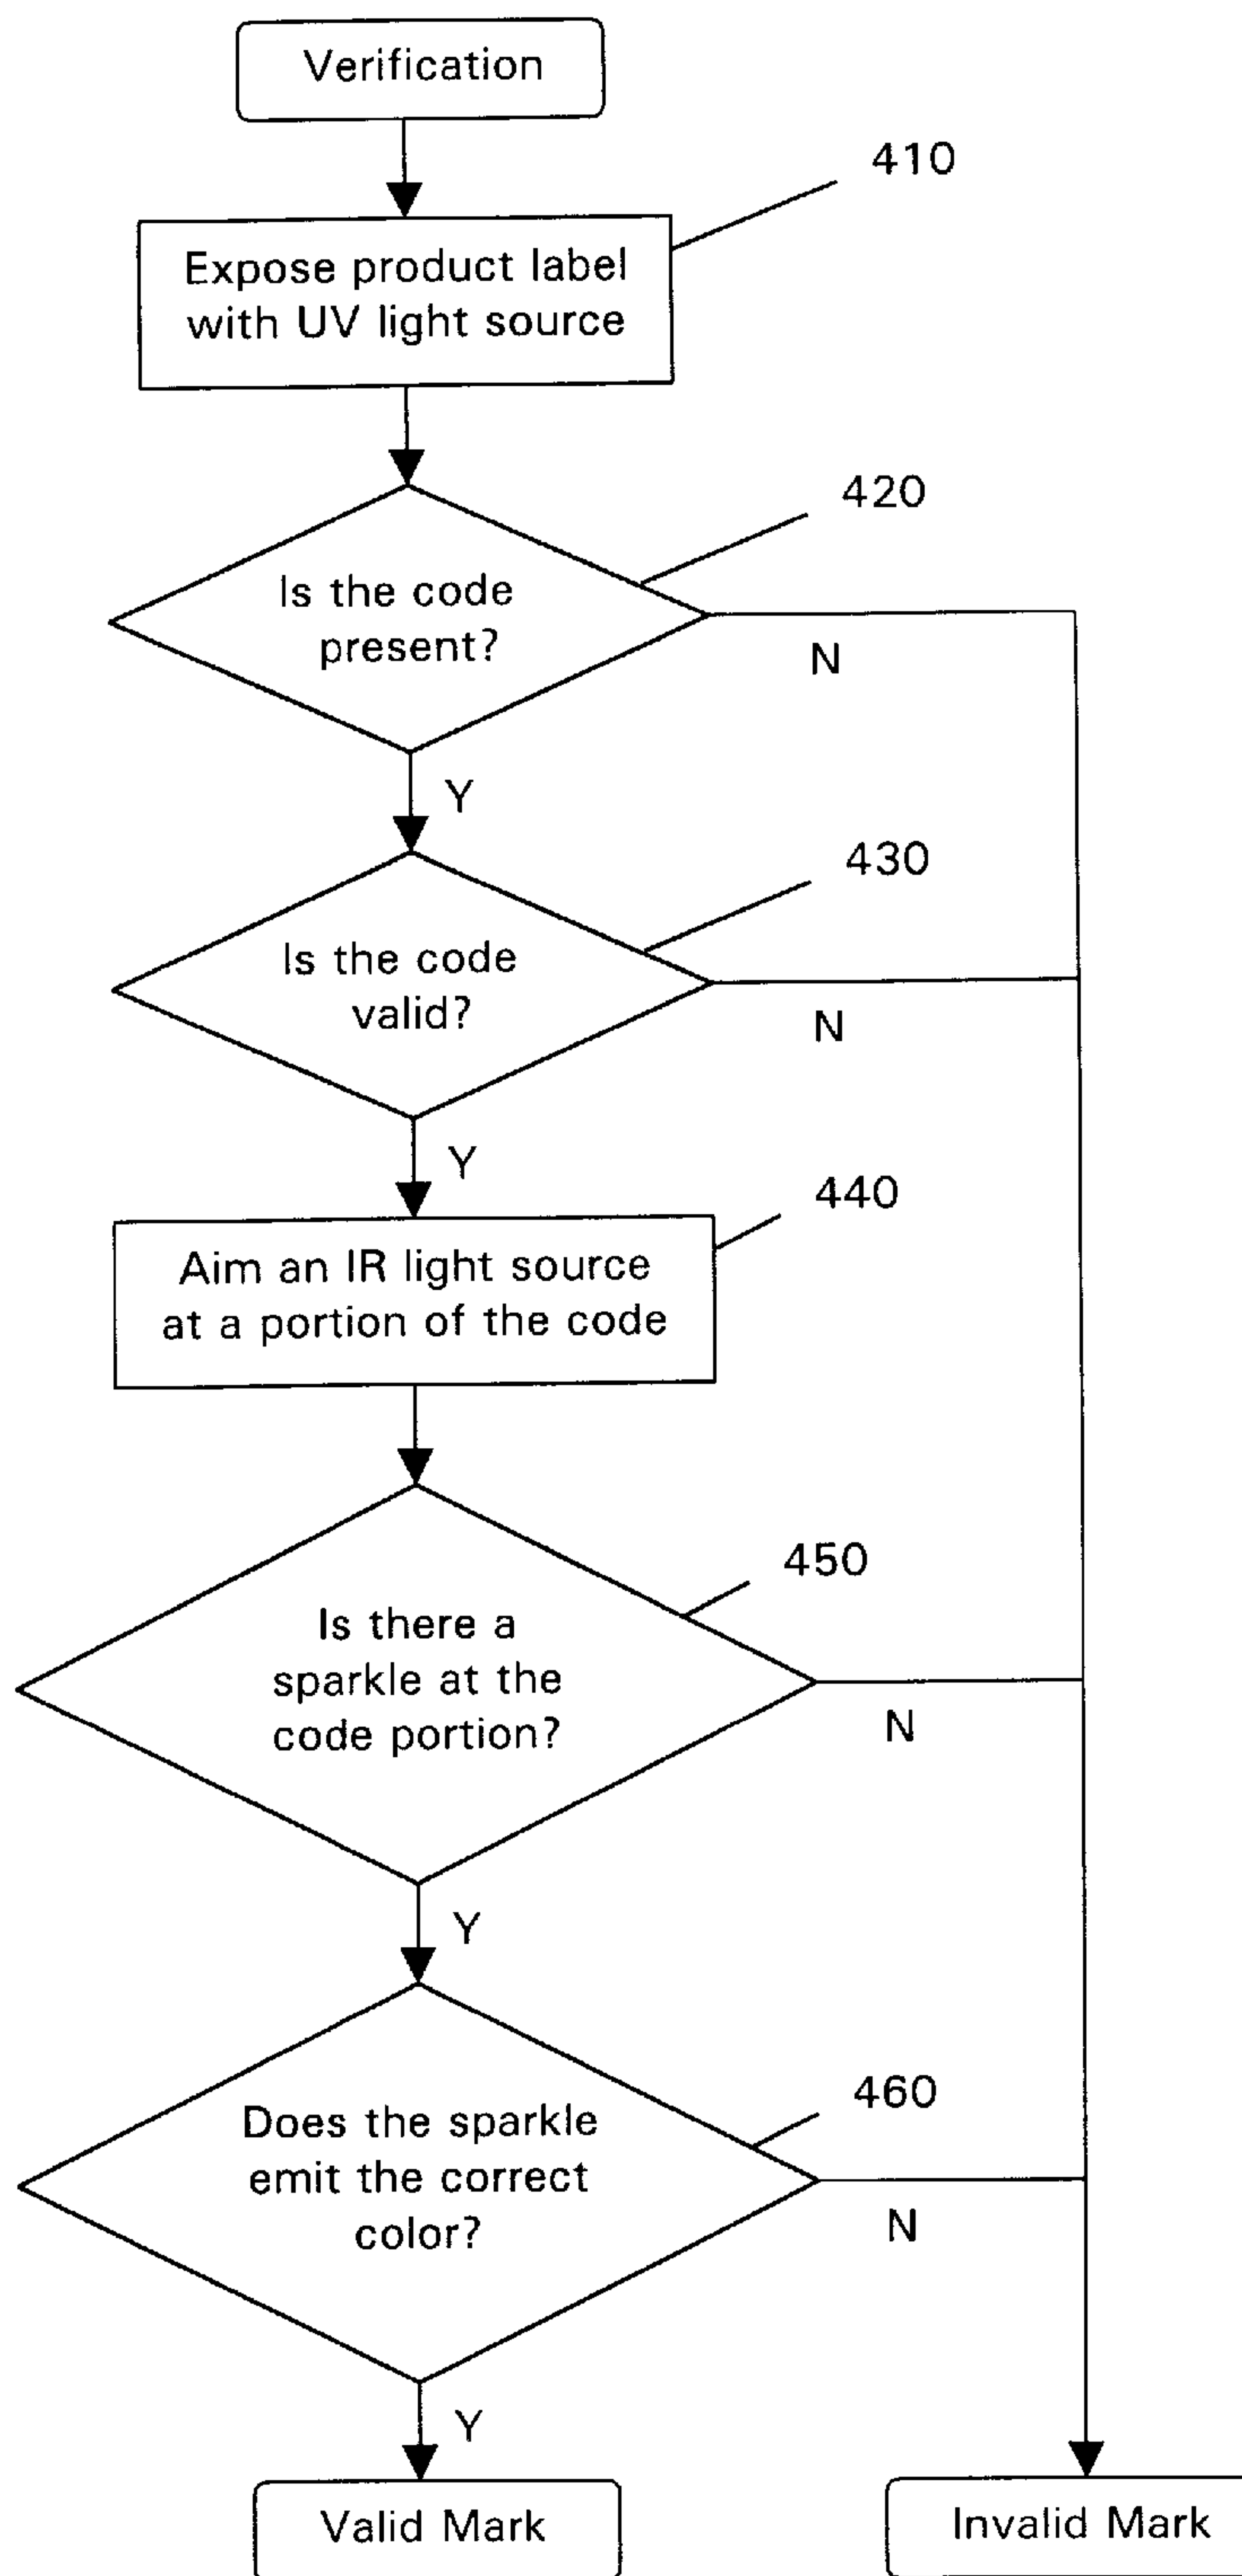 Verification
410
Expose product label
with UV light source
420
Is the code
present?
N
Y
430
Is the code
valid?
N
Y
440
Aim an IR light source
at a portion of the code
450
Is there a
sparkle at the
code portion?
N
Y
460
Does the sparkle
emit the correct
color?
N
Y
Valid Mark
Invalid Mark